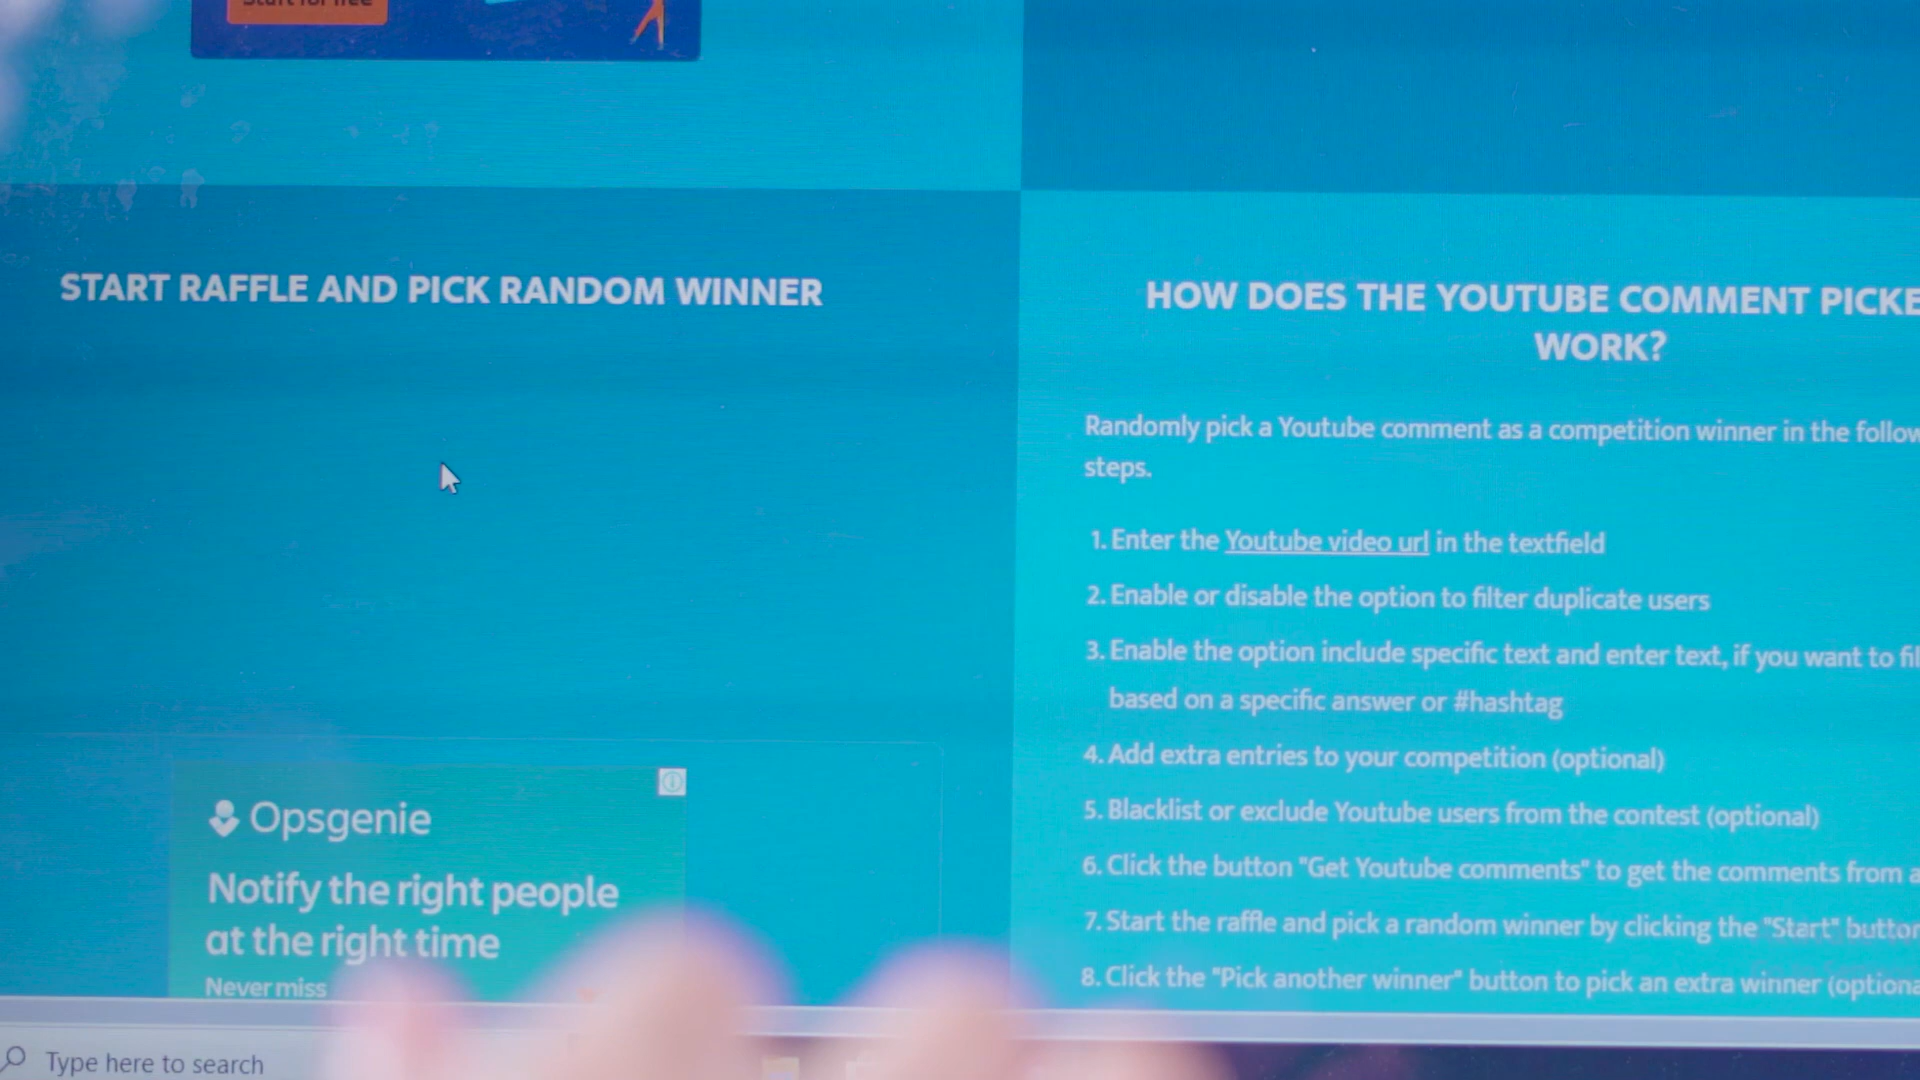 Start for free
START RAFFLE AND PICK RANDOM WINNER
Opsgenie
Notify the right people
at the right time
Never miss
Type here to search
HOW DOES THE YOUTUBE COMMENT PICKE
WORK?
Randomly pick a Youtube comment as a competition winner in the follow
steps.
1. Enter the Youtube video url in the textfield
2. Enable or disable the option to filter duplicate users
3. Enable the option include specific text and enter text, if you want to fil
based on a specific answer or #hashtag
4. Add extra entries to your competition (optional)
5. Blacklist or exclude Youtube users from the contest (optional)
6. Click the button "Get Youtube comments" to get the comments from a
7. Start the raffle and pick a random winner by clicking the "Start" button
8. Click the "Pick another winner" button to pick an extra winner (optiona